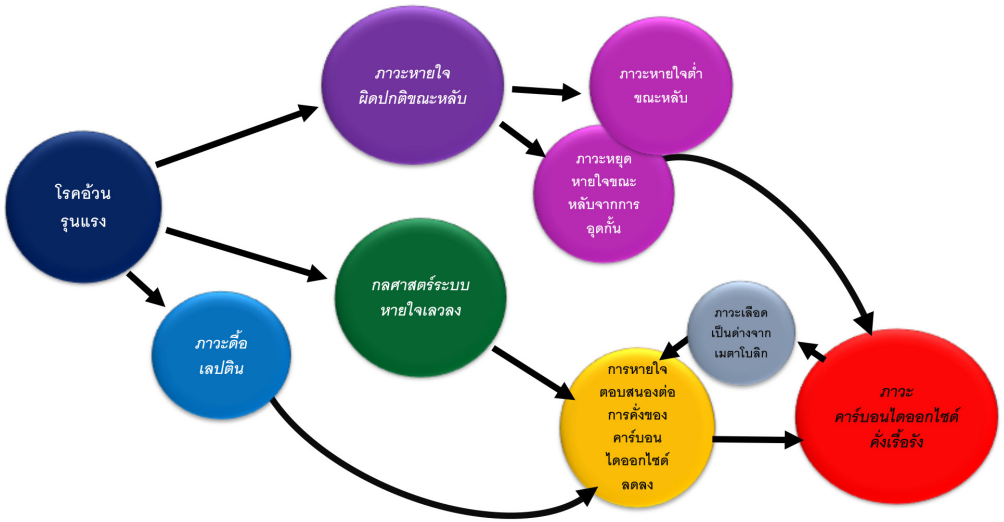 ภาวะหายใจ
ผิดปกติขณะหลับ
ภาวะหายใจต่ำ
ขณะหลับ
ภาวะหยุด
หายใจขณะ
หลับจากการ
อุดกั้น
โรคอ้วน
รุนแรง
กลศาสตร์ระบบ
หายใจเลวลง
ภาวะดื้อ
เลปติน
ภาวะเลือด
เป็นด่างจาก
เมตาโบลิก
การหายใจ
ตอบสนองต่อ
การคั่งของ
คาร์บอน
ไดออกไซด์
ลดลง
ภาวะ
คาร์บอนไดออกไซด์
คั่งเรื้อรัง